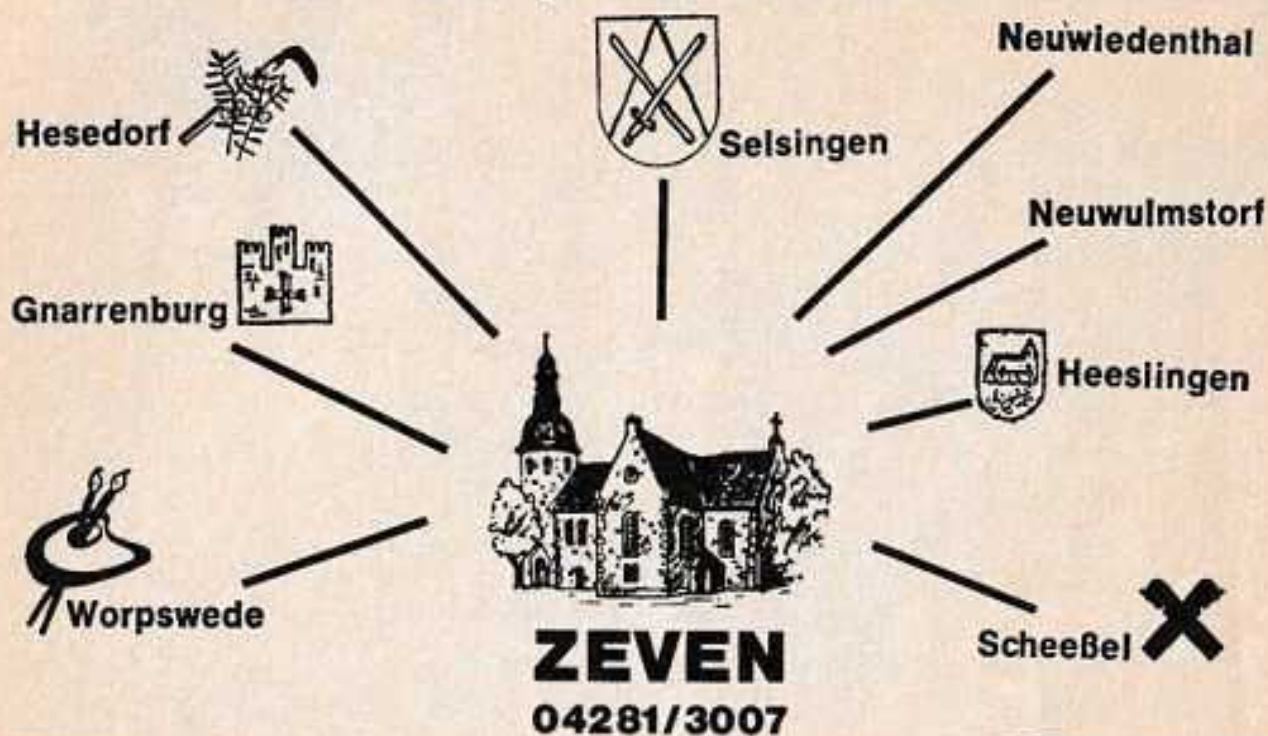 Neuwiedenthal
Hesedorf
Selsingen
Neuwulmstorf
Gnarrenburg
Heeslingen
Worpswede
Scheeßel
ZEVEN
04281/3007